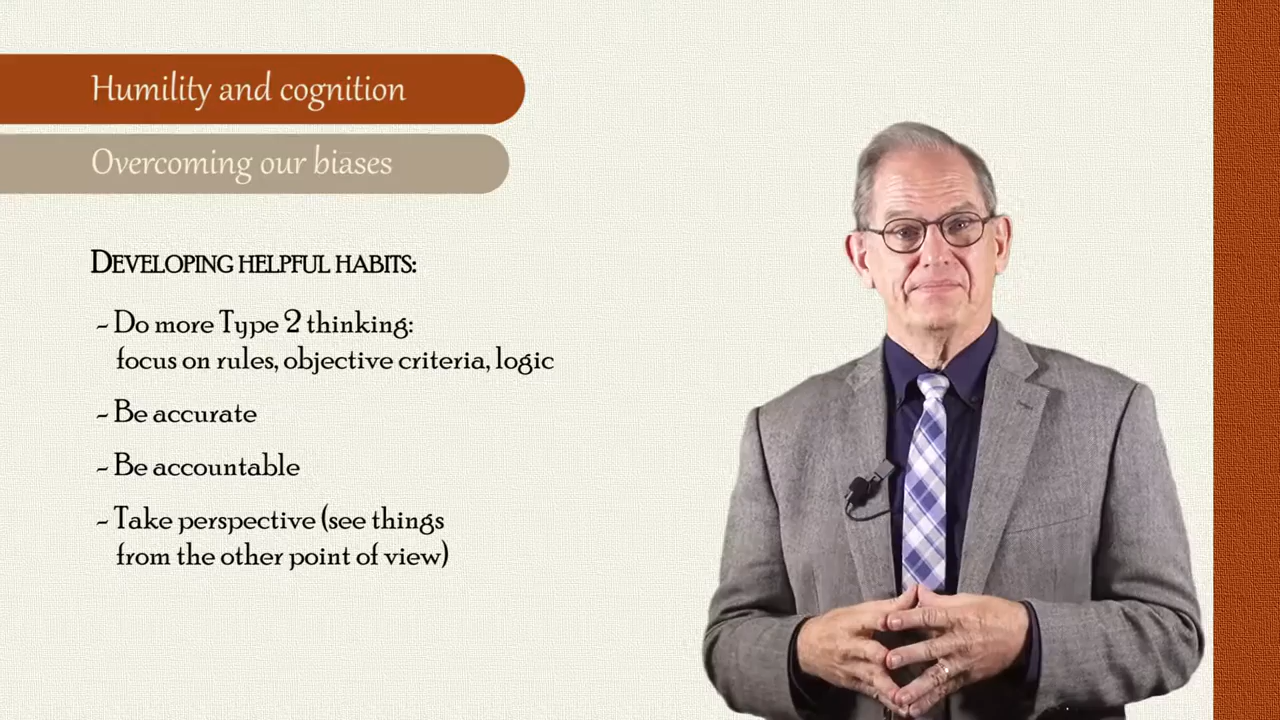 Humility and cognition
Overcoming our biases
Developing helpful habits:
- Do more Type 2 thinking:
focus on rules, objective criteria, logic
- Be accurate
- Be accountable
- Take perspective (see things
from the other point of view)